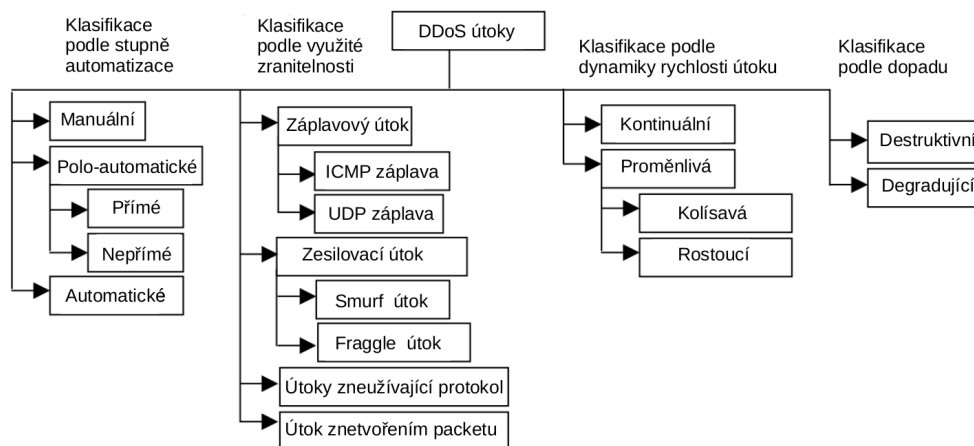 DDoS útoky
Klasifikace
podle stupně
automatizace
Manuální
Polo-automatické
Přímé
Nepřímé
Automatické
Klasifikace
podle využité
zranitelnosti
Záplavový útok
ICMP záplava
UDP záplava
Zesilovací útok
Smurf útok
Fraggle útok
Útoky zneužívající protokol
Útok znetvořením packetu
Klasifikace podle
dynamiky rychlosti útoku
Kontinuální
Proměnlivá
Kolísavá
Rostoucí
Klasifikace
podle dopadu
Destruktivní
Degradující